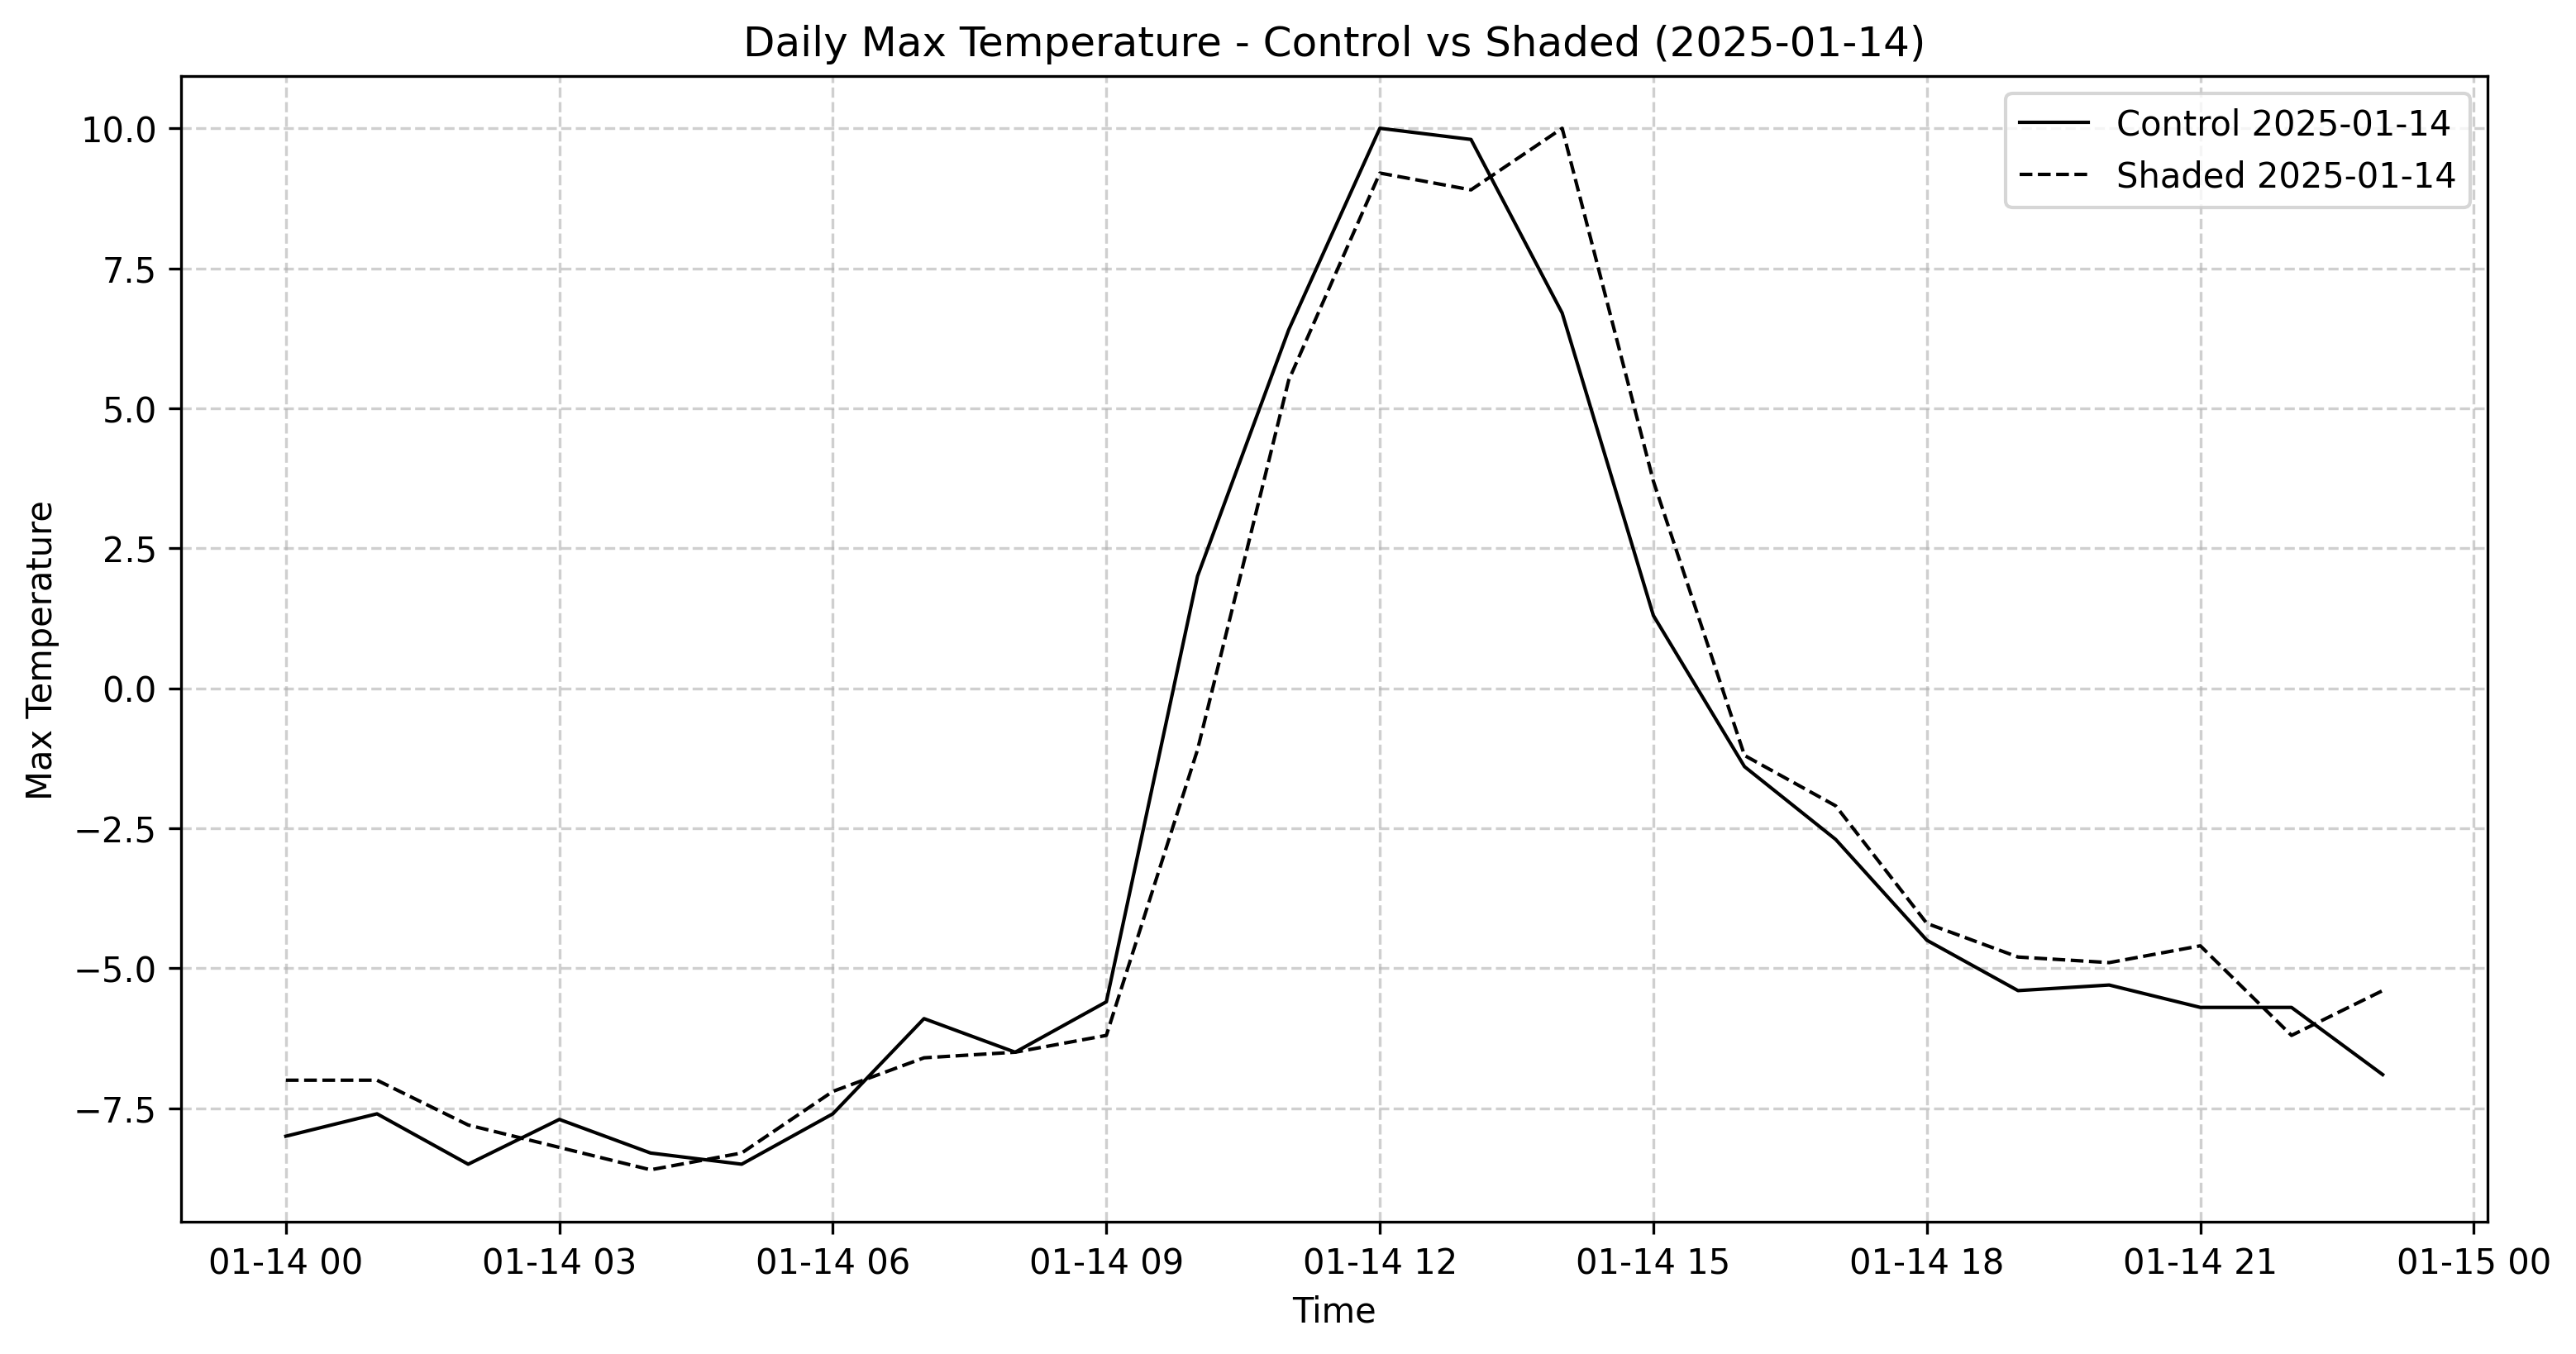 Daily Max Temperature - Control vs Shaded (2025-01-14)
Control 2025-01-14
Shaded 2025-01-14
Max Temperature
10.0
7.5
5.0
2.5
0.0
−2.5
−5.0
−7.5
01-14 00 01-14 03 01-14 06 01-14 09 01-14 12 01-14 15 01-14 18 01-14 21 01-15 00
Time